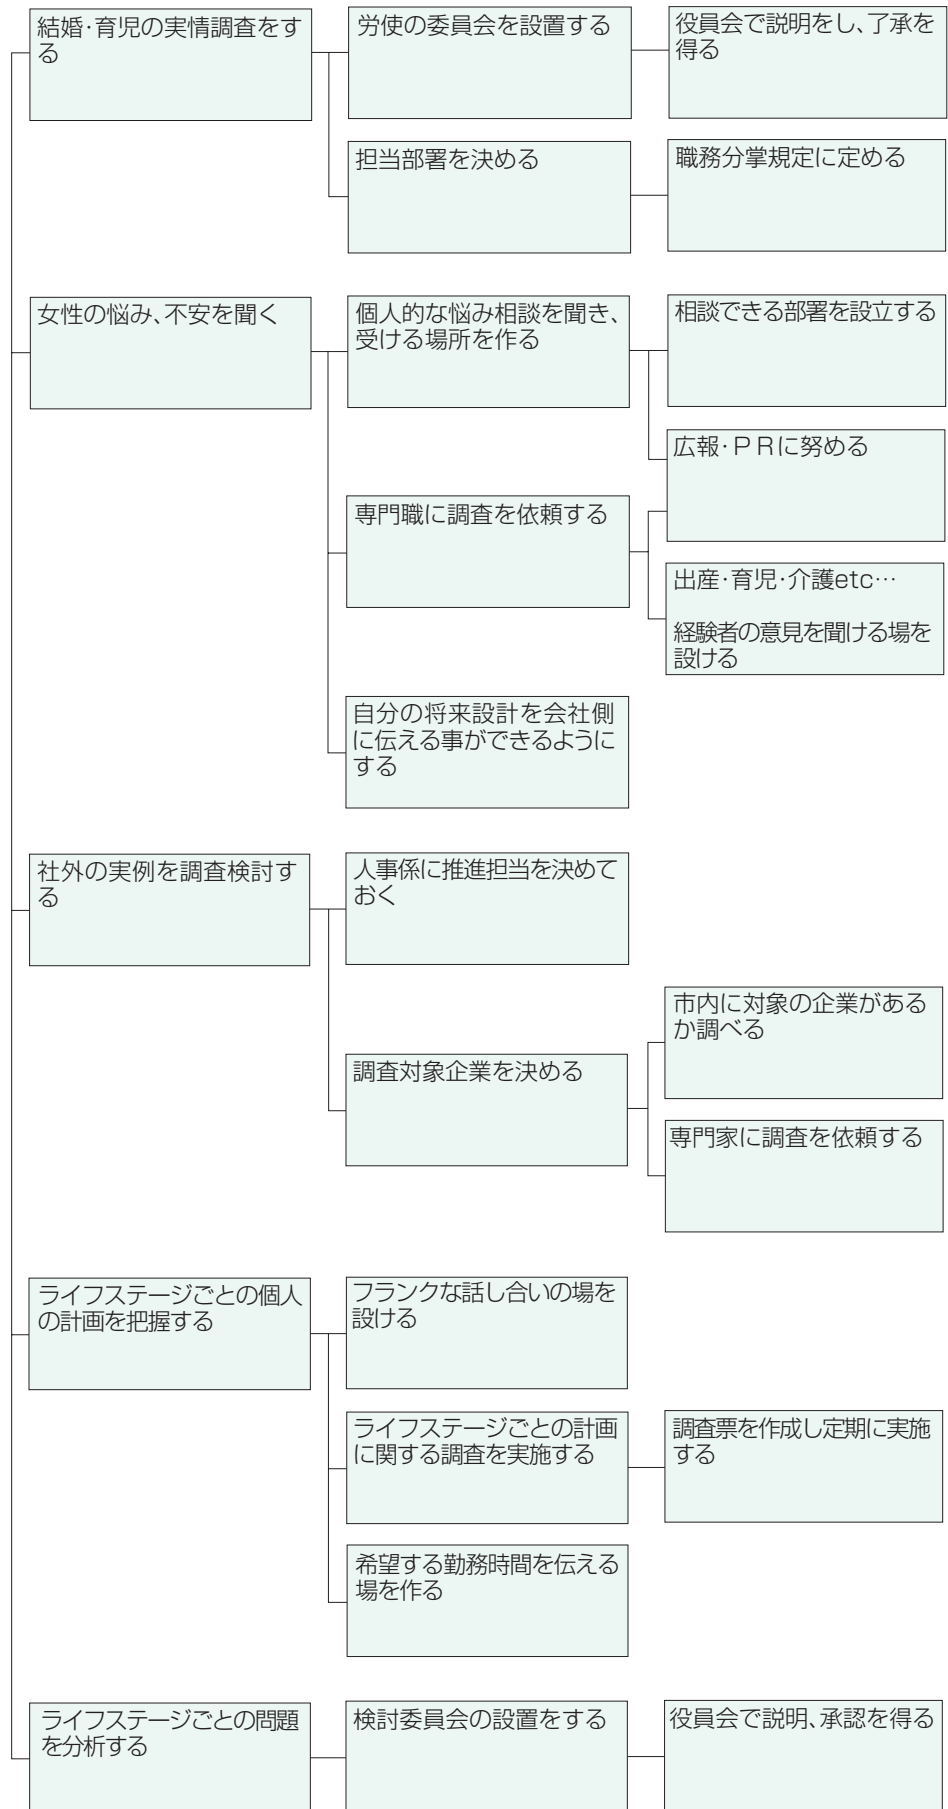 結婚・育児の実情調査をす
る
労使の委員会を設置する
役員会で説明をし、了承を
得る
担当部署を決める
職務分掌規定に定める
女性の悩み、不安を聞く
個人的な悩み相談を聞き、
受ける場所を作る
相談できる部署を設立する
広報・ＰＲに努める
専門職に調査を依頼する
出産・育児・介護etc…
経験者の意見を聞ける場を
設ける
自分の将来設計を会社側
に伝える事ができるように
する
社外の実例を調査検討す
る
人事係に推進担当を決めて
おく
調査対象企業を決める
市内に対象の企業がある
か調べる
専門家に調査を依頼する
ライフステージごとの個人
の計画を把握する
フランクな話し合いの場を
設ける
ライフステージごとの計画
に関する調査を実施する
調査票を作成し定期に実施
する
希望する勤務時間を伝える
場を作る
ライフステージごとの問題
を分析する
検討委員会の設置をする
役員会で説明、承認を得る